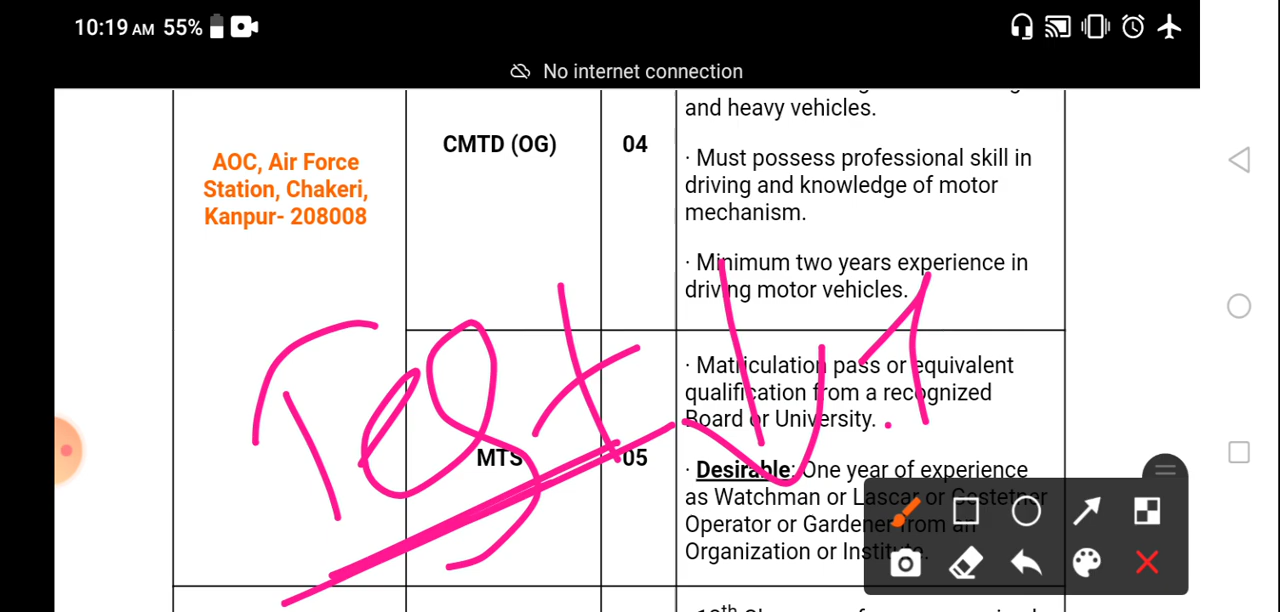 10:19 AM 55%
No internet connection
and heavy vehicles.
CMTD (OG)
04
AOC, Air Force
Station, Chakeri,
Kanpur- 208008
· Must possess professional skill in
driving and knowledge of motor
mechanism.
· Minimum two years experience in
driving motor vehicles.
MTS
05
· Matriculation pass or equivalent
qualification from a recognized
Board or University.
· Desirable: One year of experience
as Watchman or Lascar or Gestetner
Operator or Gardener from an
Organization or Institute.
Test